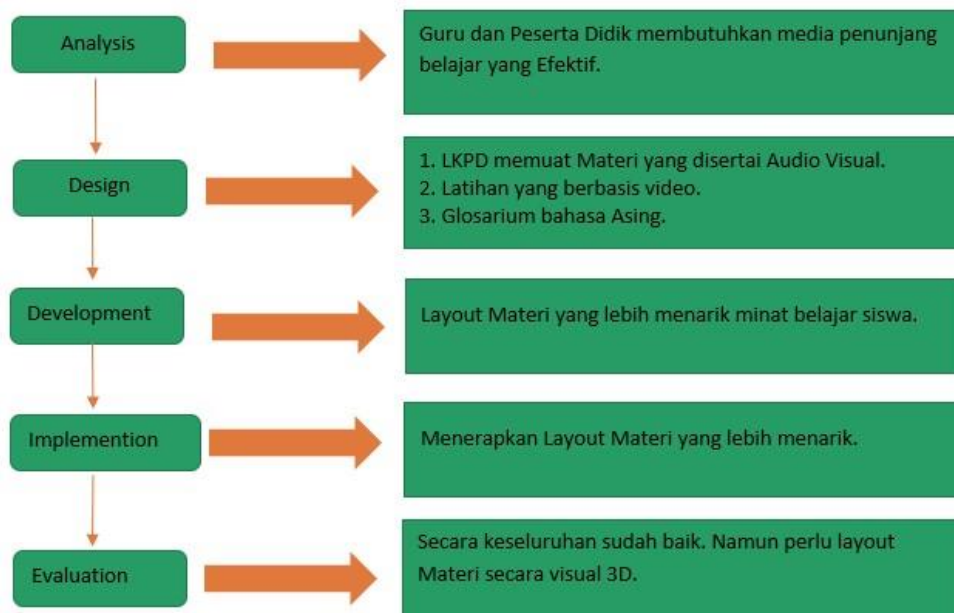 Analysis
Guru dan Peserta Didik membutuhkan media penunjang
belajar yang Efektif.
Design
1. LKPD memuat Materi yang disertai Audio Visual.
2. Latihan yang berbasis video.
3. Glosarium bahasa Asing.
Development
Layout Materi yang lebih menarik minat belajar siswa.
Implemention
Menerapkan Layout Materi yang lebih menarik.
Evaluation
Secara keseluruhan sudah baik. Namun perlu layout
Materi secara visual 3D.